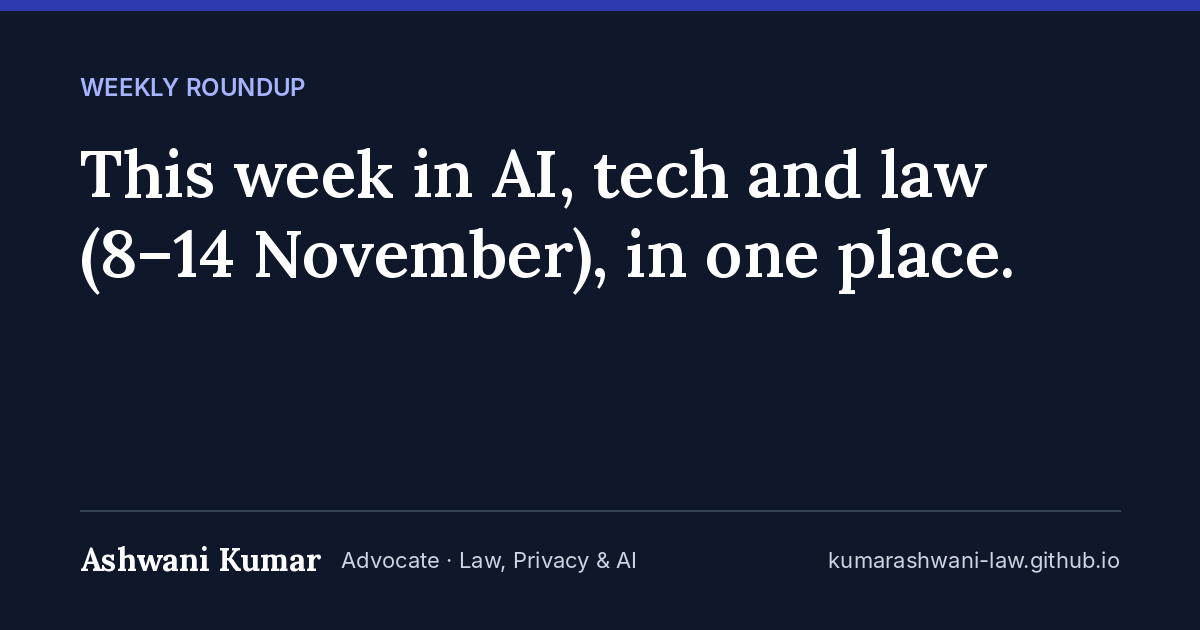 WEEKLY ROUNDUP
This week in AI, tech and law
(8–14 November), in one place.
Ashwani Kumar Advocate · Law, Privacy & AI kumarashwani-law.github.io